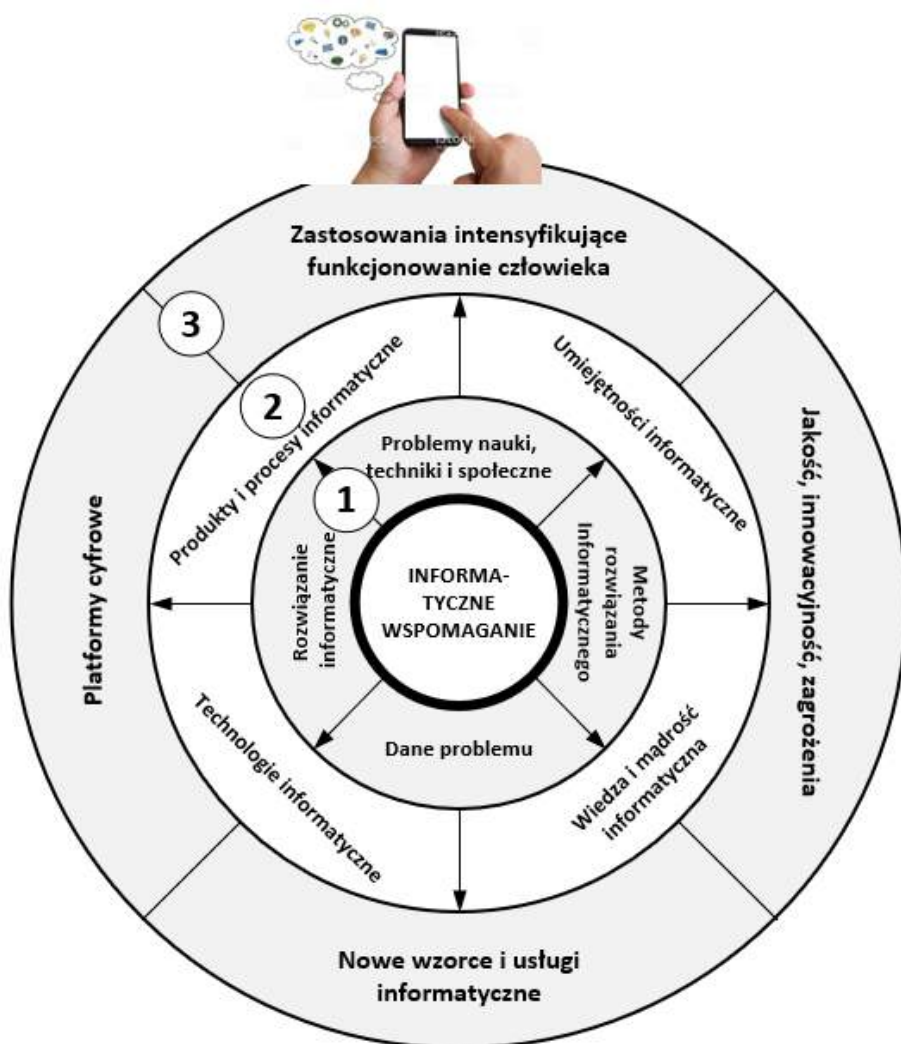 iStock
Zastosowania intensyfikujące
funkcjonowanie człowieka
3
2
Produkty i procesy informatyczne
Umiejętności informatyczne
Problemy nauki,
techniki i społeczne
1
Platformy cyfrowe
Rozwiązanie
informatyczne
INFORMA-
TYCZNE
WSPOMAGANIE
Metody
rozwiązania
Informatycznego
Jakość, innowacyjność, zagrożenia
Dane problemu
Technologie informatyczne
Wiedza i mądrość
informatyczna
Nowe wzorce i usługi
informatyczne